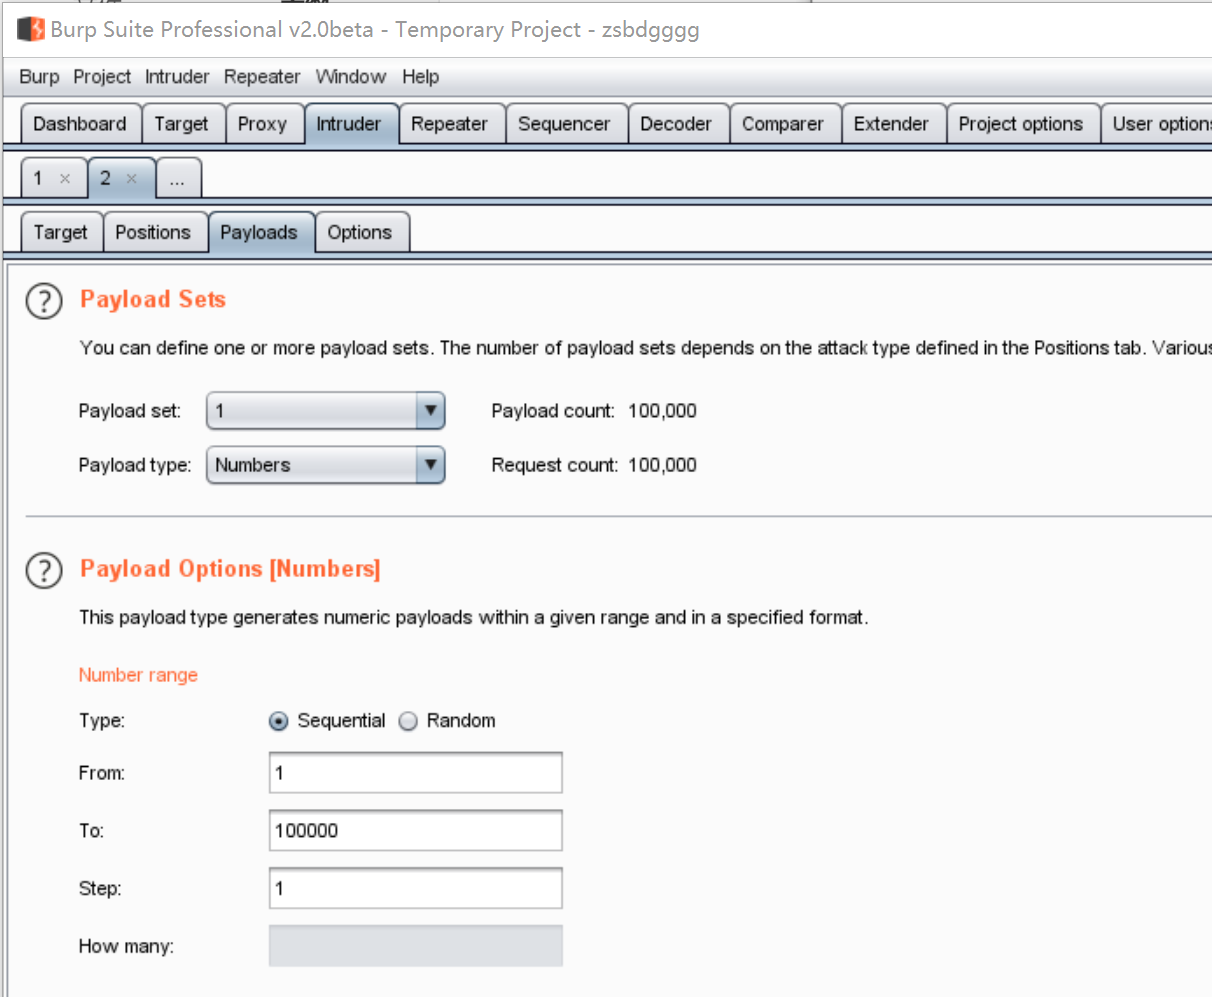 Burp Suite Professional v2.0beta - Temporary Project - zsbdgggg
Burp Project Intruder Repeater Window Help
Dashboard Target Proxy Intruder Repeater Sequencer Decoder Comparer Extender Project options User options
1 × 2 × ...
Target Positions Payloads Options
? Payload Sets
You can define one or more payload sets. The number of payload sets depends on the attack type defined in the Positions tab. Various
Payload set: 1 Payload count: 100,000
Payload type: Numbers Request count: 100,000
? Payload Options [Numbers]
This payload type generates numeric payloads within a given range and in a specified format.
Number range
Type: Sequential Random
From: 1
To: 100000
Step: 1
How many: